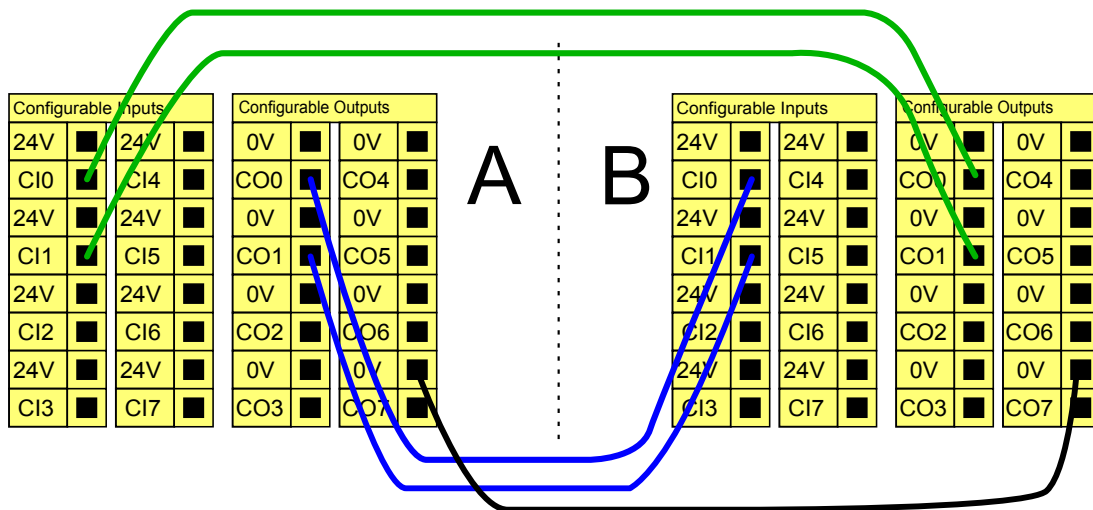 Configurable Inputs Configurable Outputs Configurable Inputs Configurable Outputs
24V 24V 0V 0V A B 24V 24V 0V 0V
CI0 CI4 CO0 CO4 CI0 CI4 CO0 CO4
24V 24V 0V 0V 24V 24V 0V 0V
CI1 CI5 CO1 CO5 CI1 CI5 CO1 CO5
24V 24V 0V 0V 24V 24V 0V 0V
CI2 CI6 CO2 CO6 CI2 CI6 CO2 CO6
24V 24V 0V 0V 24V 24V 0V 0V
CI3 CI7 CO3 CO7 CI3 CI7 CO3 CO7